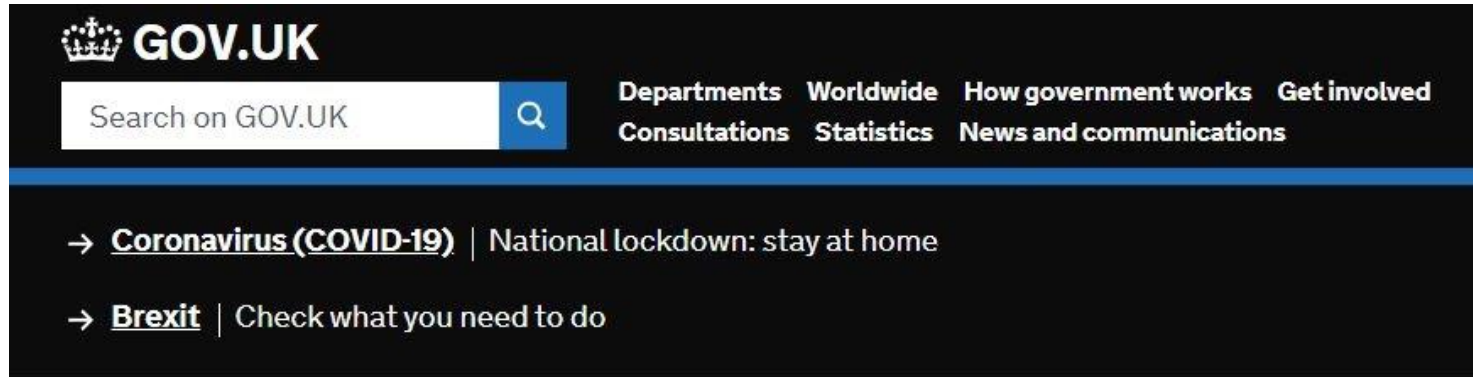 GOV.UK
Search on GOV.UK
Departments Worldwide How government works Get involved
Consultations Statistics News and communications
→ Coronavirus (COVID-19) | National lockdown: stay at home
→ Brexit | Check what you need to do